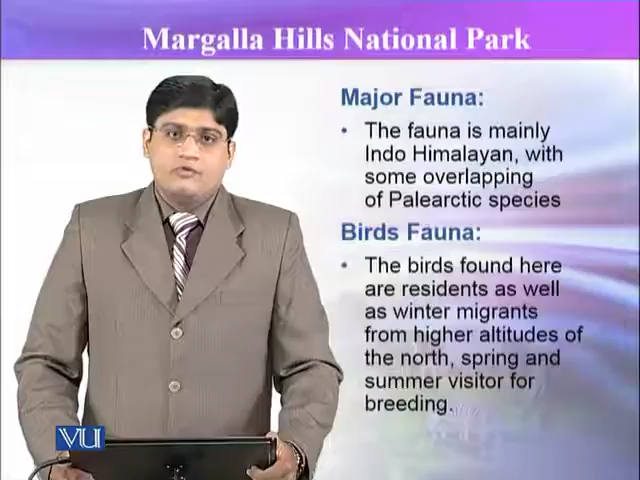 Margalla Hills National Park
Major Fauna:
• The fauna is mainly
Indo Himalayan, with
some overlapping
of Palearctic species
Birds Fauna:
• The birds found here
are residents as well
as winter migrants
from higher altitudes of
the north, spring and
summer visitor for
breeding.
VU